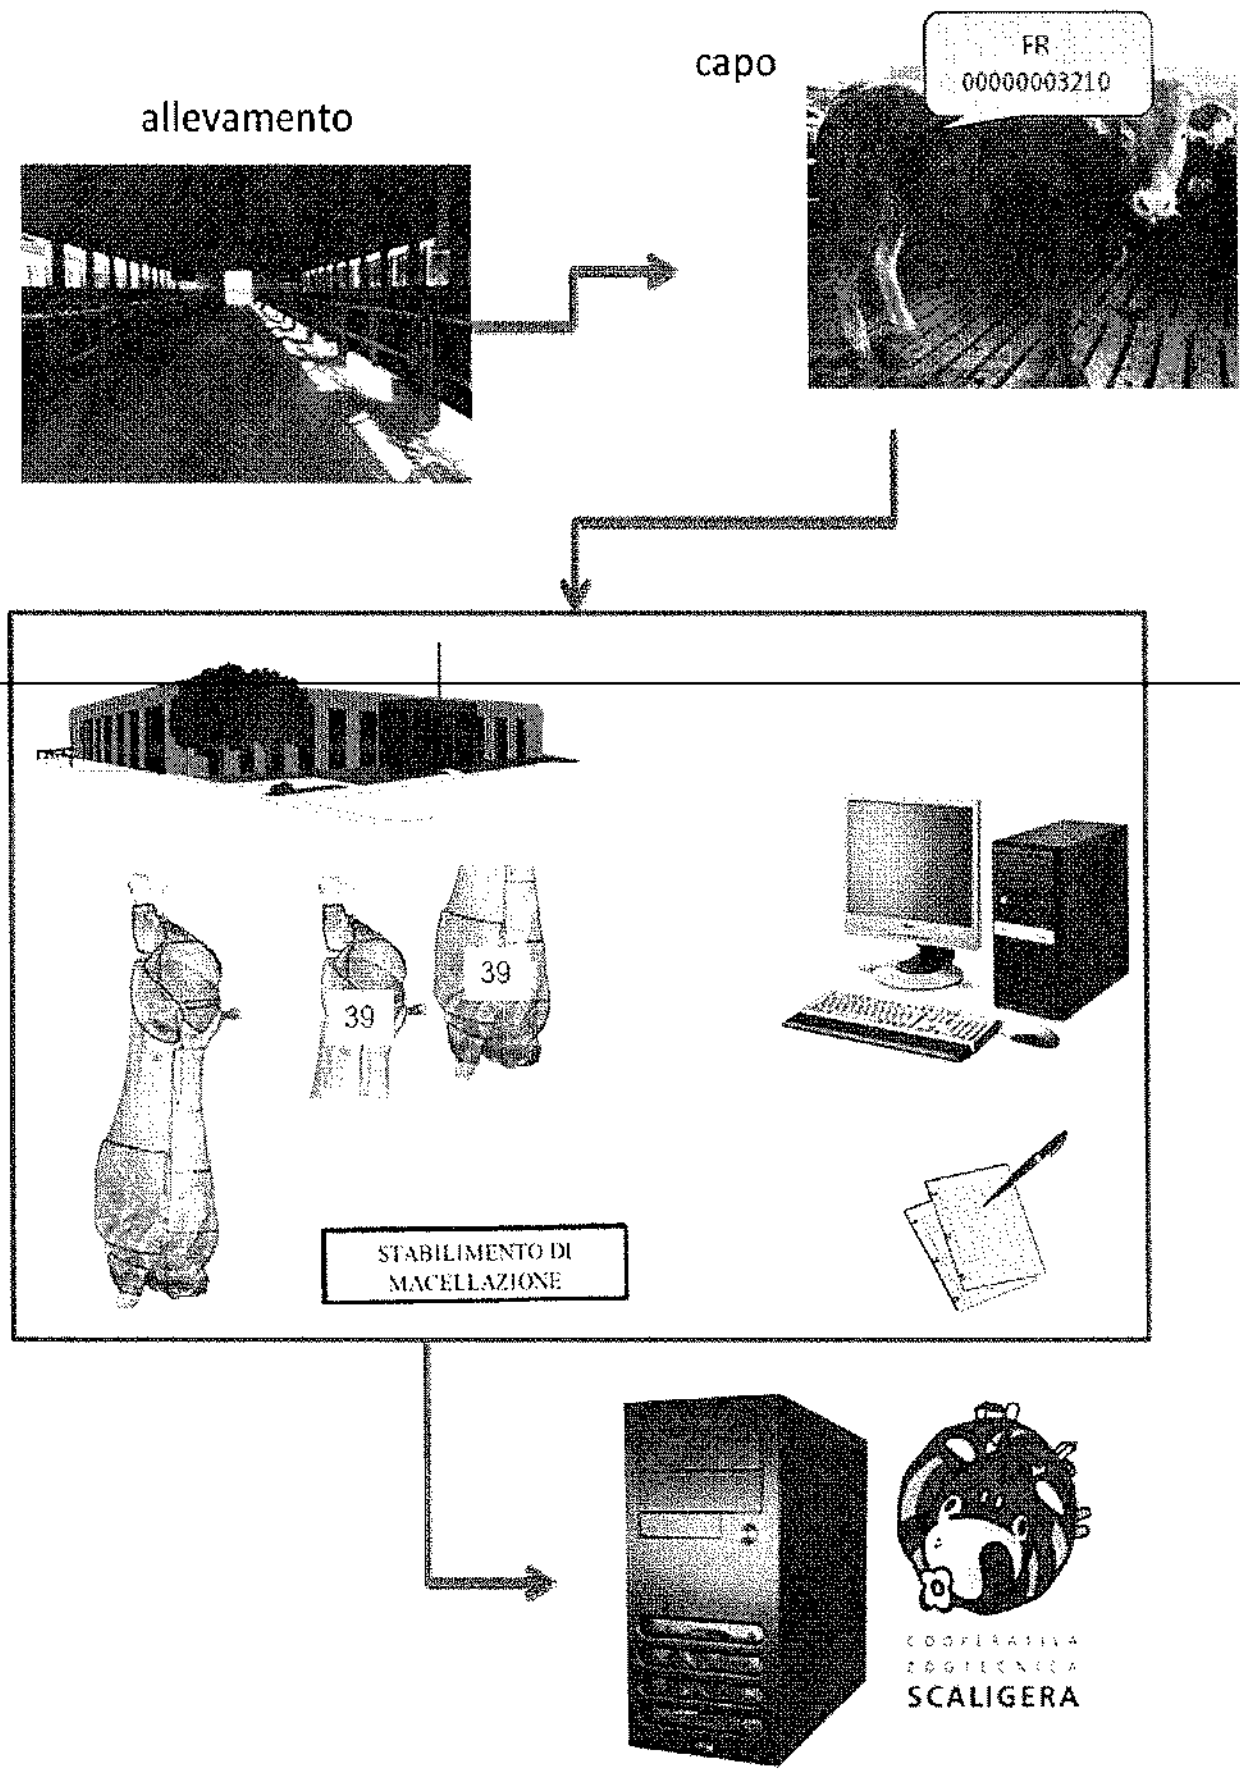 capo
FR
00000003210
allevamento
39
39
STABILIMENTO DI
MACELLAZIONE
COOPERATIVA
ZOOTECNICA
SCALIGERA